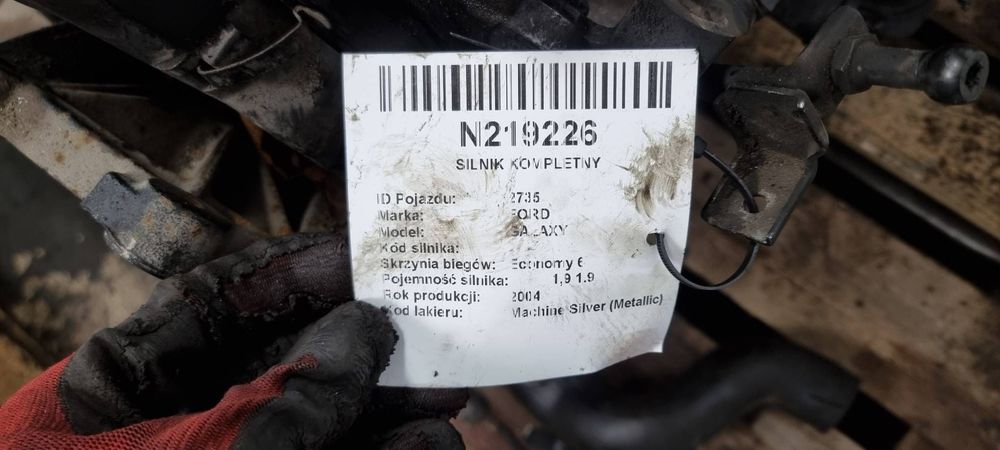 N219226
SILNIK KOMPLETNY
ID Pojazdu: 2735
Marka: FORD
Model: GALAXY
Kod silnika:
Skrzynia biegów: Economy 6
Pojemność silnika: 1,9 1.9
Rok produkcji: 2004
Kod lakieru: Machine Silver (Metallic)